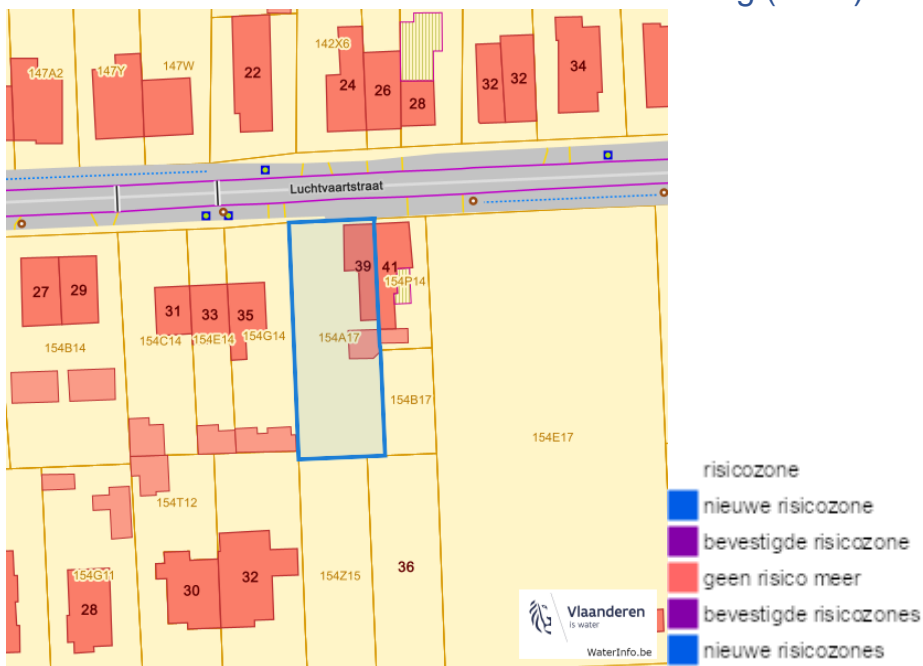 147A2
147Y
147W
22
142X6
24
26
28
32
32
34
Luchtvaartstraat
27
29
31
33
35
39
41
154P14
154B14
154C14
154E14
154G14
154A17
154B17
154E17
154T12
154G11
28
30
32
154Z15
36
Vlaanderen
is water
WaterInfo.be
risicozone
nieuwe risicozone
bevestigde risicozone
geen risico meer
bevestigde risicozones
nieuwe risicozones